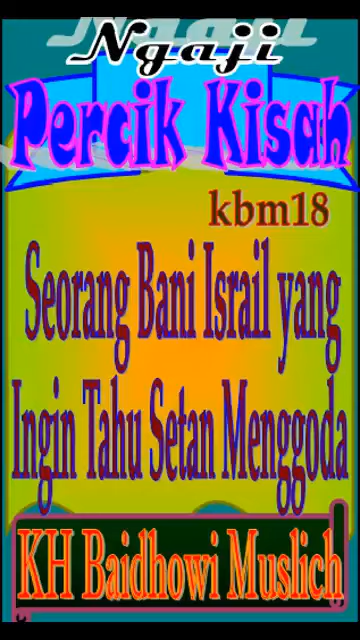 Ngaji
Percik Kisah
kbm18
Seorang Bani Israil yang
Ingin Tahu Setan Menggoda
KH Baidhowi Muslich